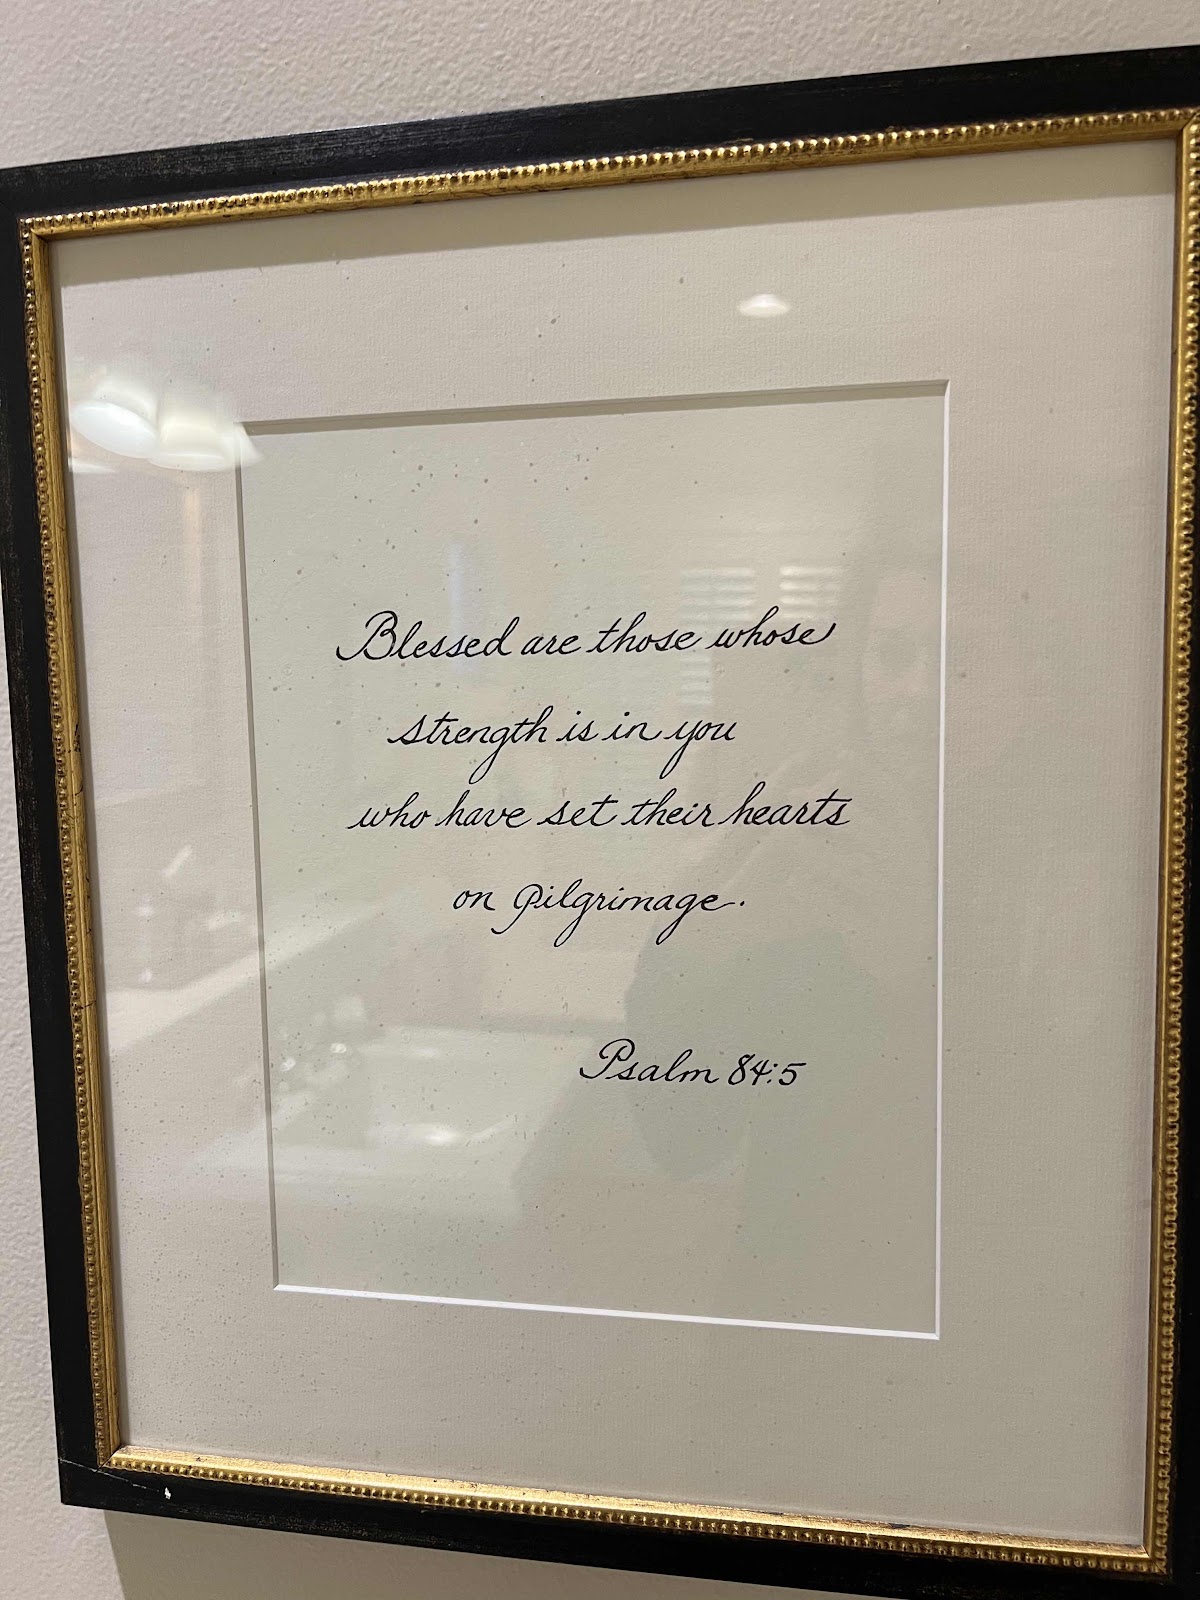 Blessed are those whose
strength is in you
who have set their hearts
on pilgrimage.
Psalm 84:5